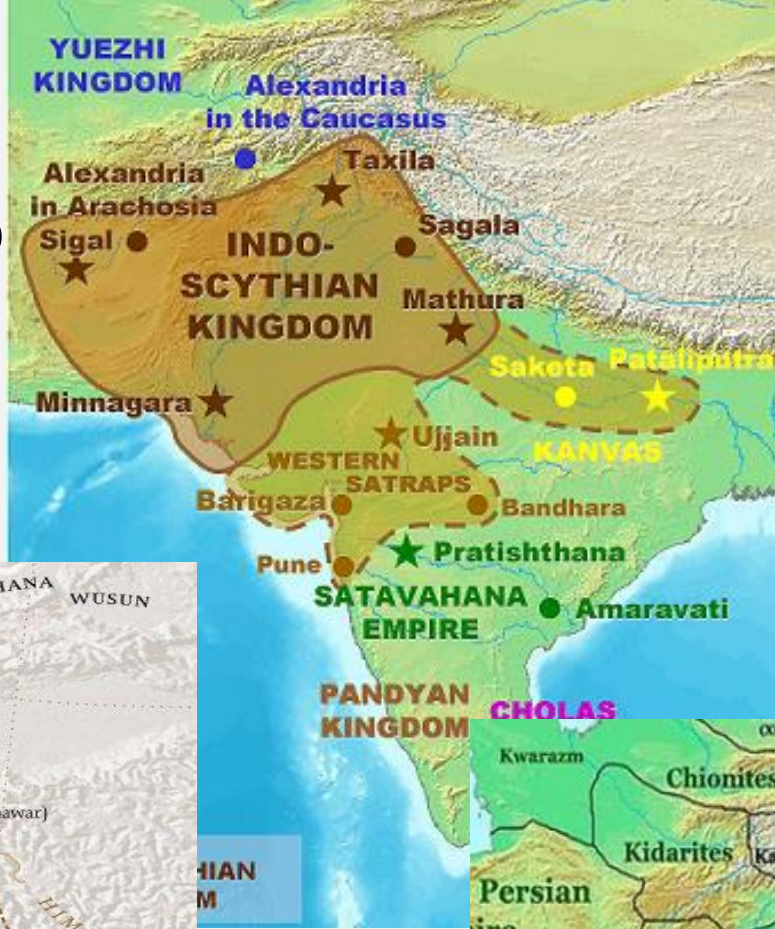 YUEZHI
KINGDOM
Alexandria
in the Caucasus
Taxila
Alexandria
in Arachosia
Sigal
Sagala
INDO-
SCYTHIAN
KINGDOM
Mathura
Saketa
Pataliputra
Minnagara
Ujjain
KANVAS
WESTERN
SATRAPS
Barigaza
Bandhara
Pune
Pratishthana
SATAVAHANA
EMPIRE
Amaravati
PANDYAN
KINGDOM
CHOLAS
WUSUN
Kwarazm
Chionites
Kidarites
Persian